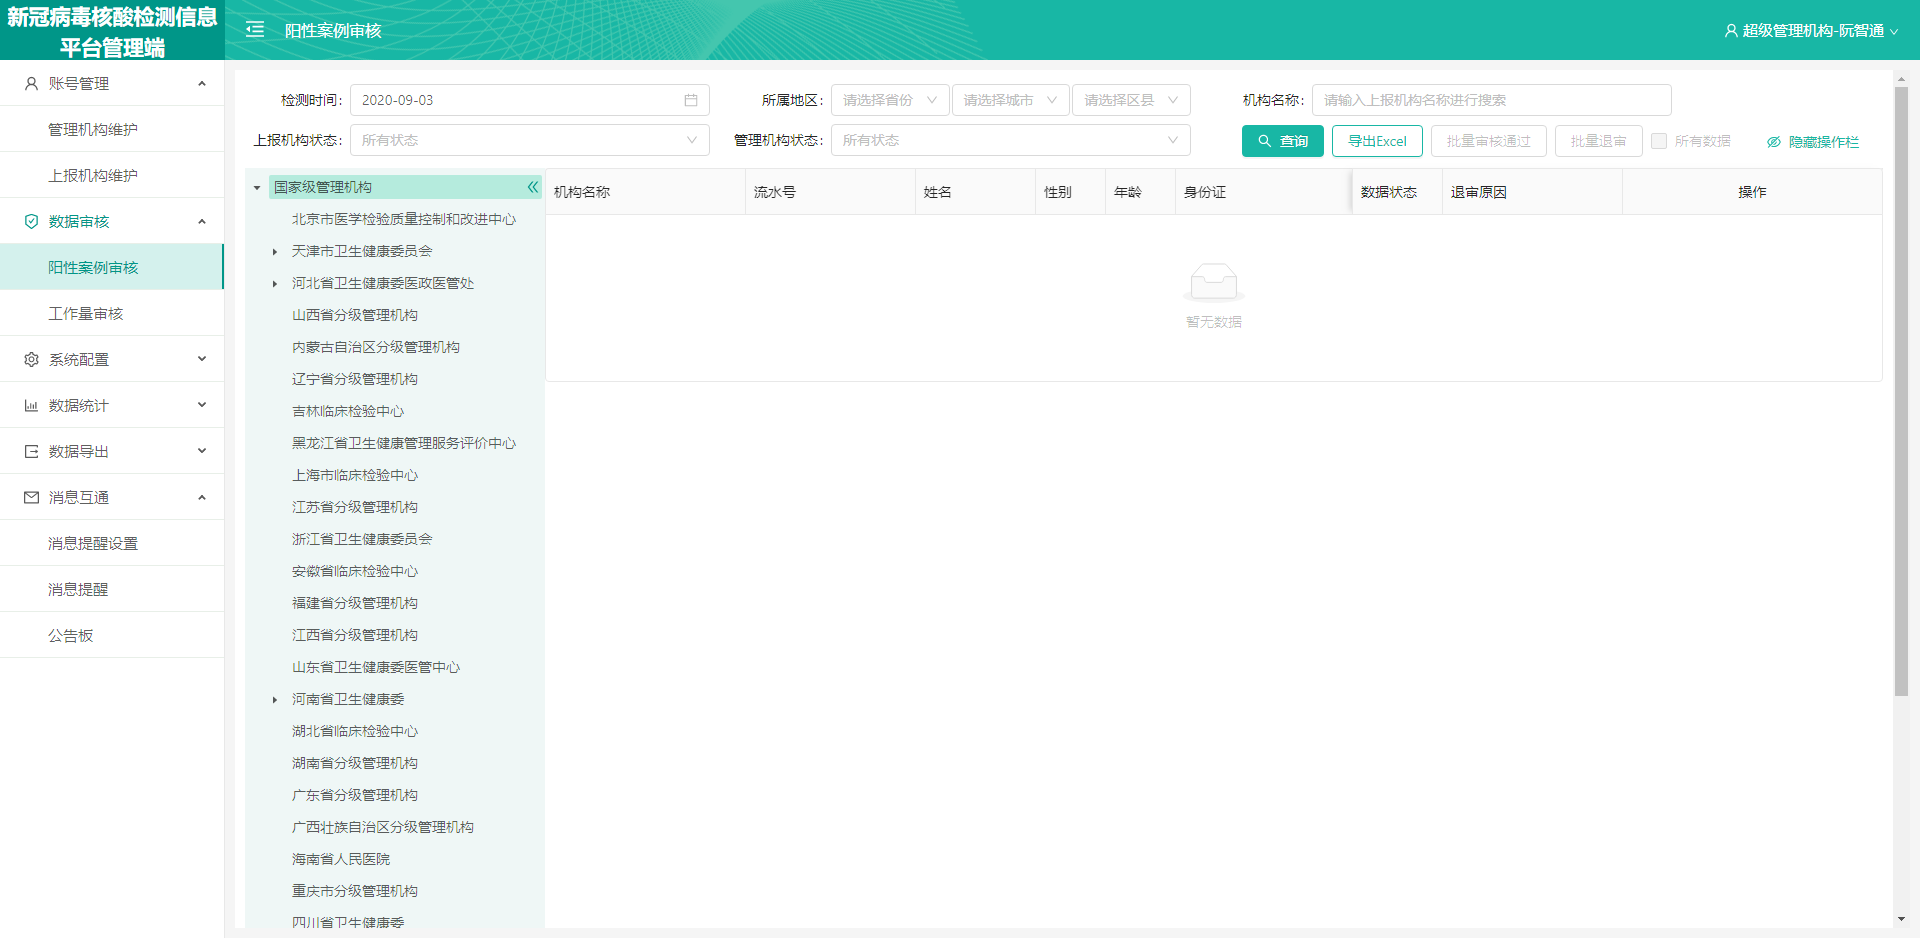 新冠病毒核酸检测信息
平台管理端
阳性案例审核
超级管理机构-阮智通
账号管理
管理机构维护
上报机构维护
数据审核
阳性案例审核
工作量审核
系统配置
数据统计
数据导出
消息互通
消息提醒设置
消息提醒
公告板
检测时间: 2020-09-03 所属地区: 请选择省份 请选择城市 请选择区县 机构名称: 请输入上报机构名称进行搜索
上报机构状态: 所有状态 管理机构状态: 所有状态 查询 导出Excel 批量审核通过 批量退审 所有数据 隐藏操作栏
国家级管理机构
北京市医学检验质量控制和改进中心
天津市卫生健康委员会
河北省卫生健康委医政医管处
山西省分级管理机构
内蒙古自治区分级管理机构
辽宁省分级管理机构
吉林临床检验中心
黑龙江省卫生健康管理服务评价中心
上海市临床检验中心
江苏省分级管理机构
浙江省卫生健康委员会
安徽省临床检验中心
福建省分级管理机构
江西省分级管理机构
山东省卫生健康委医管中心
河南省卫生健康委
湖北省临床检验中心
湖南省分级管理机构
广东省分级管理机构
广西壮族自治区分级管理机构
海南省人民医院
重庆市分级管理机构
四川省卫生健康委
机构名称 流水号 姓名 性别 年龄 身份证 数据状态 退审原因 操作
暂无数据